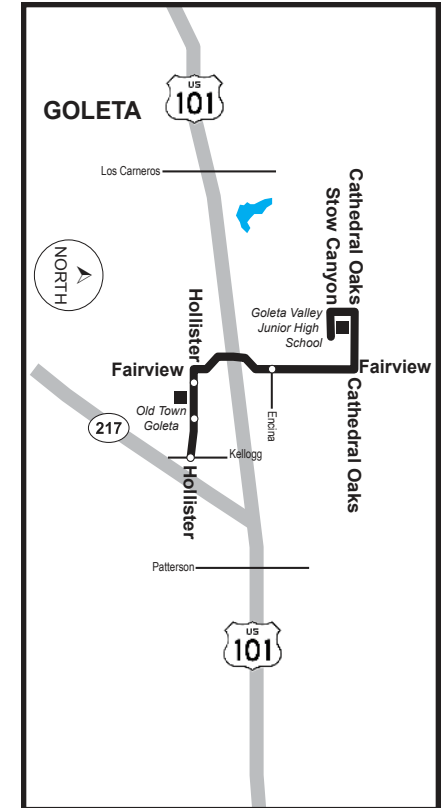 US
101
GOLETA
Los Carneros
Cathedral Oaks
Stow Canyon
NORTH
Goleta Valley
Junior High
School
Hollister
Fairview
Fairview
Cathedral Oaks
Old Town
Goleta
Encina
217
Kellogg
Hollister
Patterson
US
101